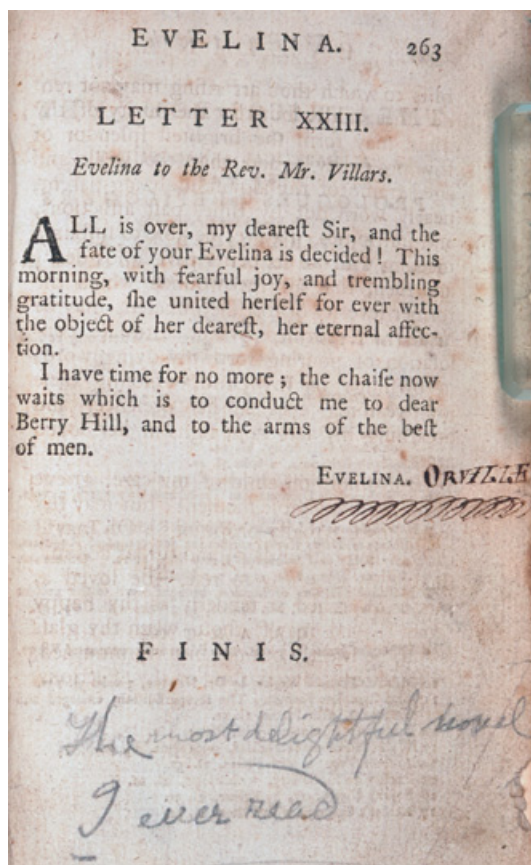 EVELINA. 263
LETTER XXIII.
Evelina to the Rev. Mr. Villars.
ALL is over, my deareſt Sir, and the
fate of your Evelina is decided! This
morning, with fearful joy, and trembling
gratitude, ſhe united herſelf for ever with
the object of her deareſt, her eternal affec-
tion.
I have time for no more; the chaiſe now
waits which is to conduct me to dear
Berry Hill, and to the arms of the beſt
of men.
EVELINA. ORVILLE
FINIS.
The most delightful novel
I ever read